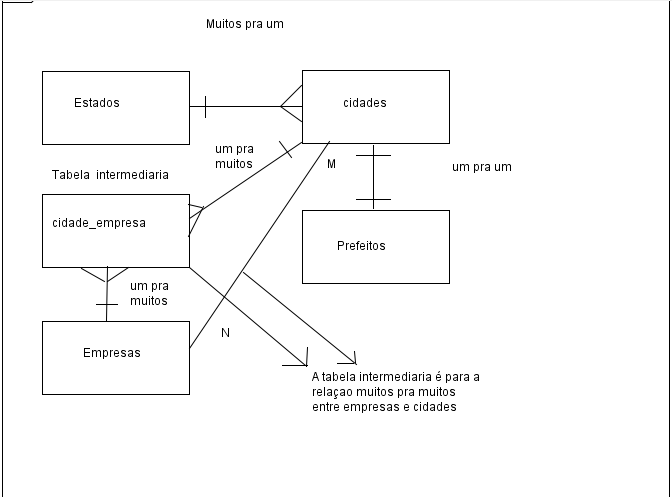 Muitos pra um
Estados
cidades
um pra
muitos
M
um pra um
Tabela intermediaria
cidade_empresa
Prefeitos
um pra
muitos
N
Empresas
A tabela intermediaria é para a
relaçao muitos pra muitos
entre empresas e cidades